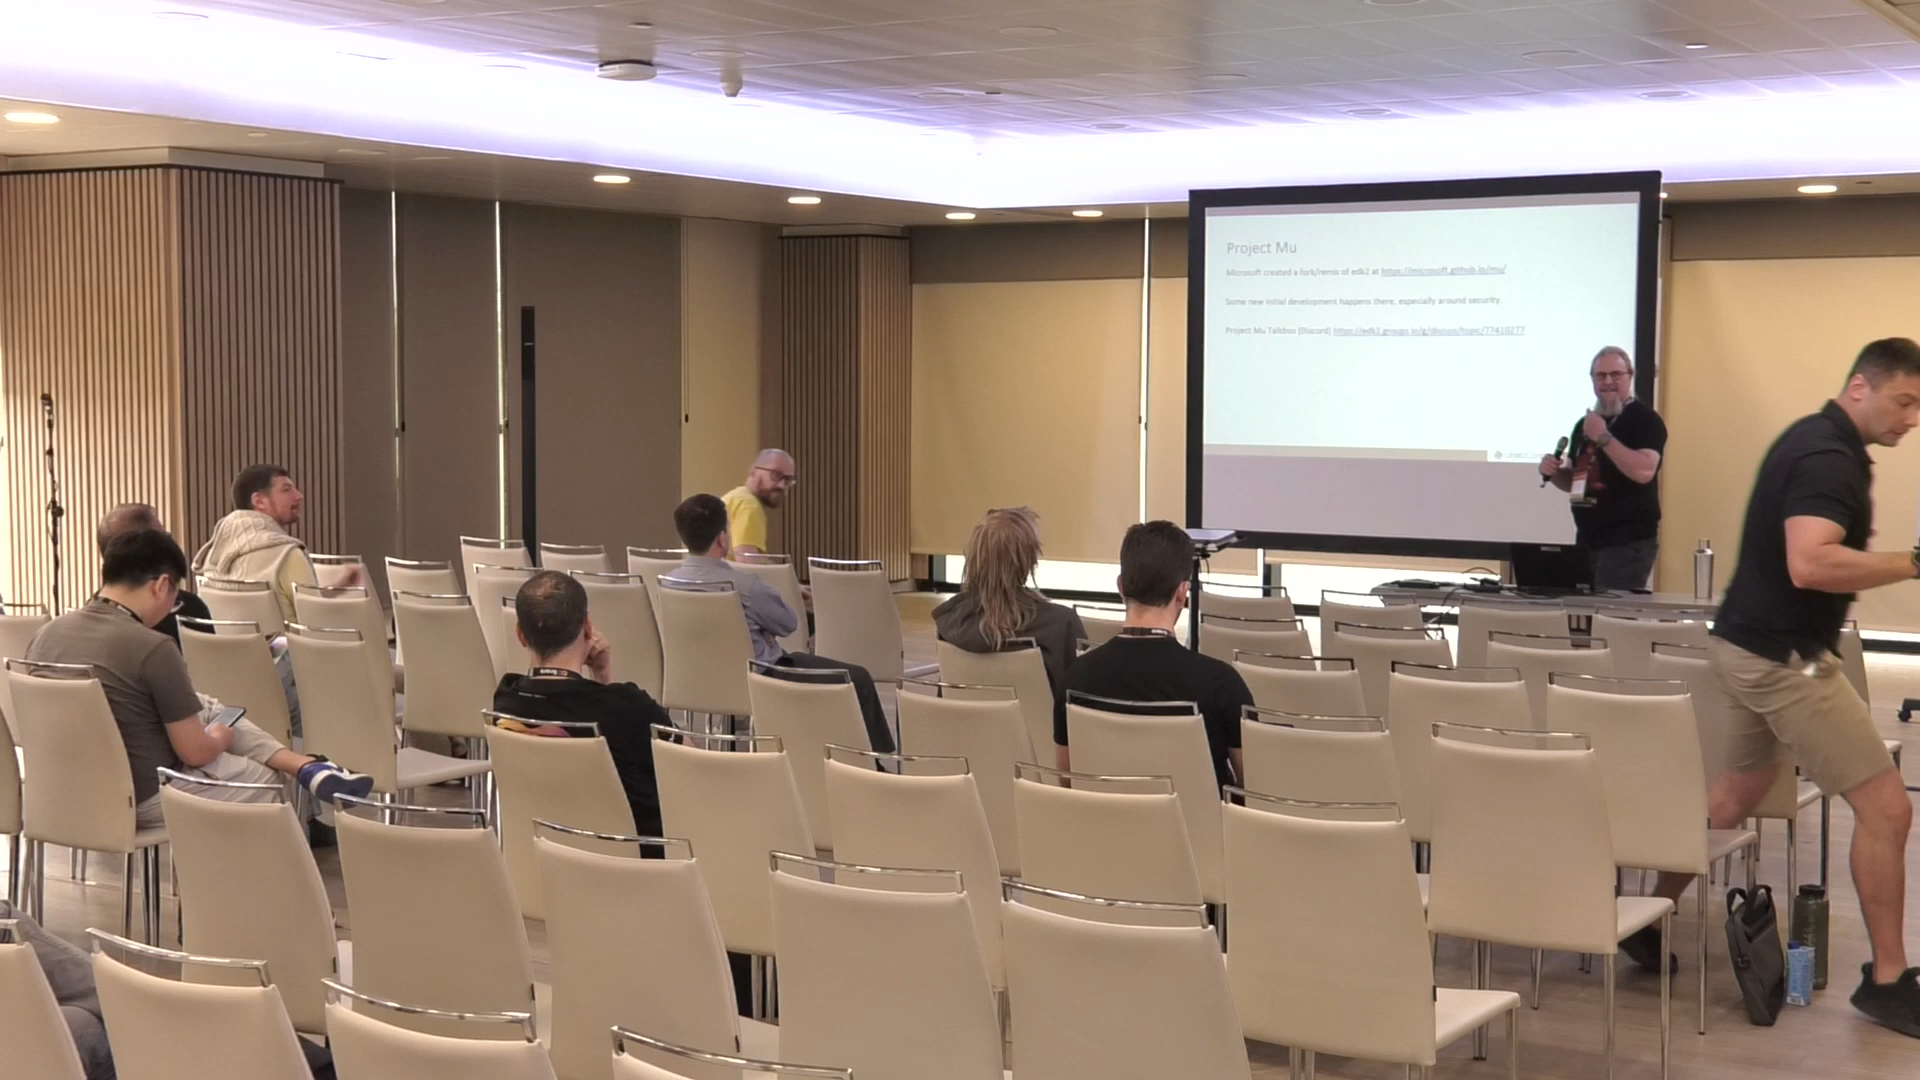 Project Mu
Microsoft created a fork/remix of edk2 at https://microsoft.github.io/mu/
Some new initial development happens there, especially around security.
Project Mu Talkbox (Discord) https://edk2.groups.io/g/discuss/topic/77410277